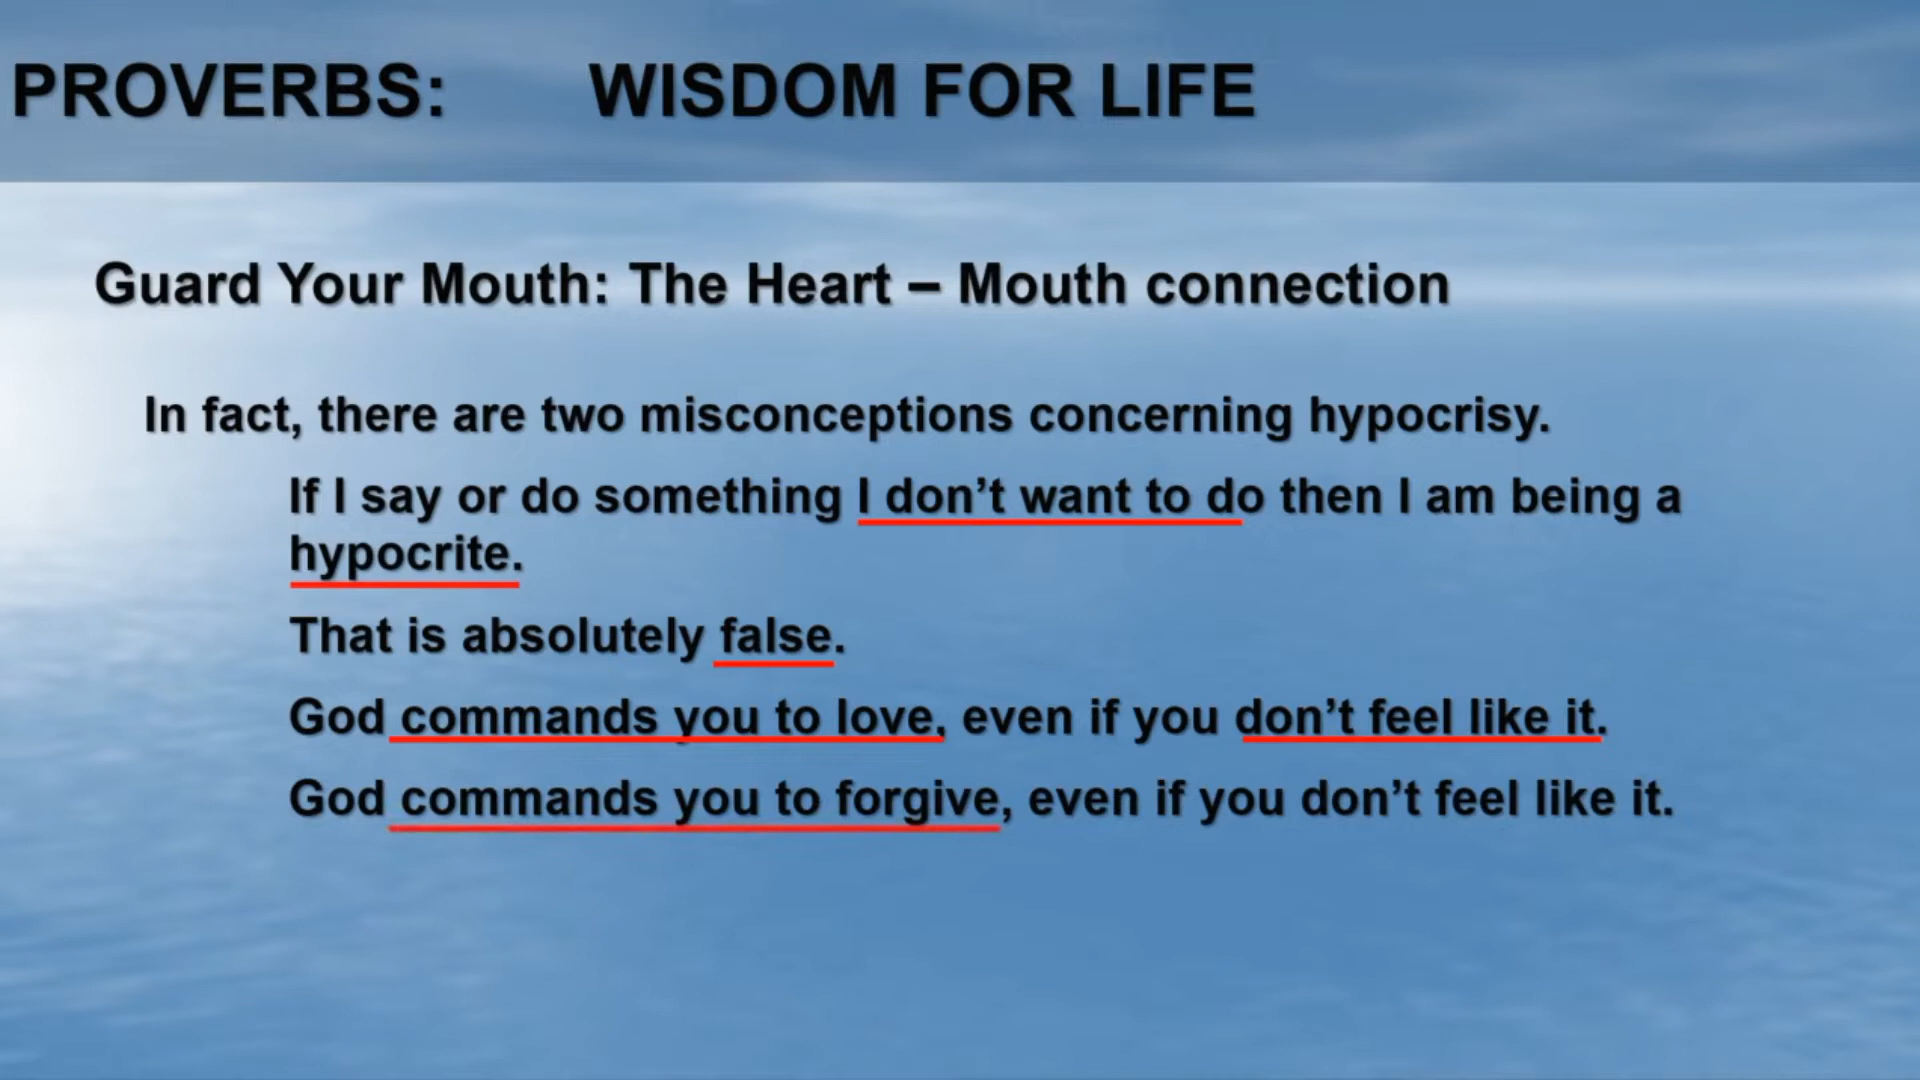 PROVERBS: WISDOM FOR LIFE
Guard Your Mouth: The Heart – Mouth connection
In fact, there are two misconceptions concerning hypocrisy.
If I say or do something I don’t want to do then I am being a
hypocrite.
That is absolutely false.
God commands you to love, even if you don’t feel like it.
God commands you to forgive, even if you don’t feel like it.